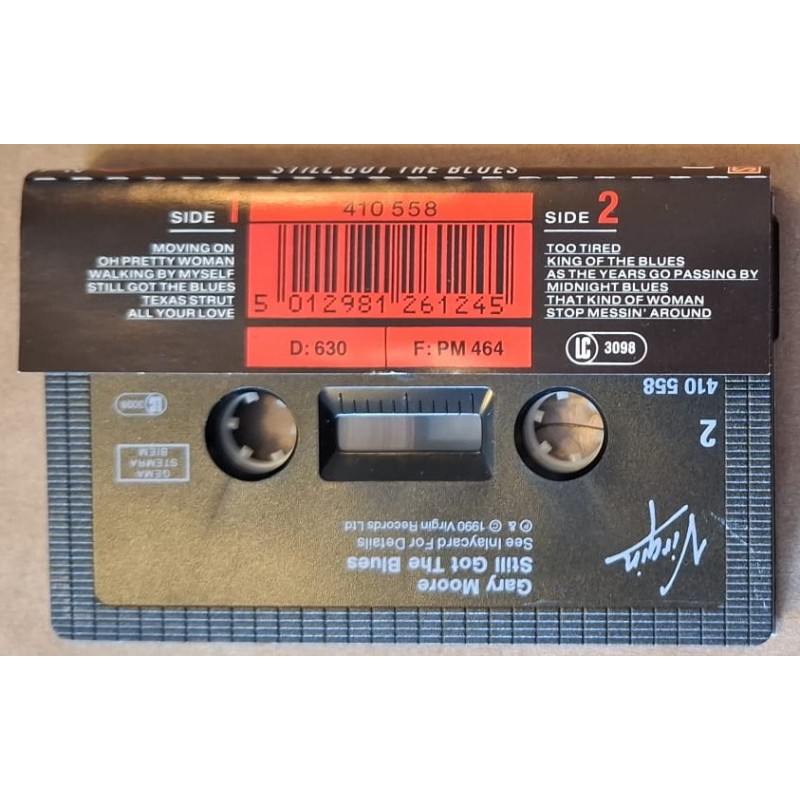 STILL GOT THE BLUES
SIDE 1
MOVING ON
OH PRETTY WOMAN
WALKING BY MYSELF
STILL GOT THE BLUES
TEXAS STRUT
ALL YOUR LOVE
410 558
5 012981 261245
D: 630
F: PM 464
SIDE 2
TOO TIRED
KING OF THE BLUES
AS THE YEARS GO PASSING BY
MIDNIGHT BLUES
THAT KIND OF WOMAN
STOP MESSIN' AROUND
LC 3098
410 558
2
LC 3098
GEMA
STEMRA
BIEM
Virgin
Gary Moore
Still Got The Blues
See Inlaycard For Details
℗ & © 1990 Virgin Records Ltd